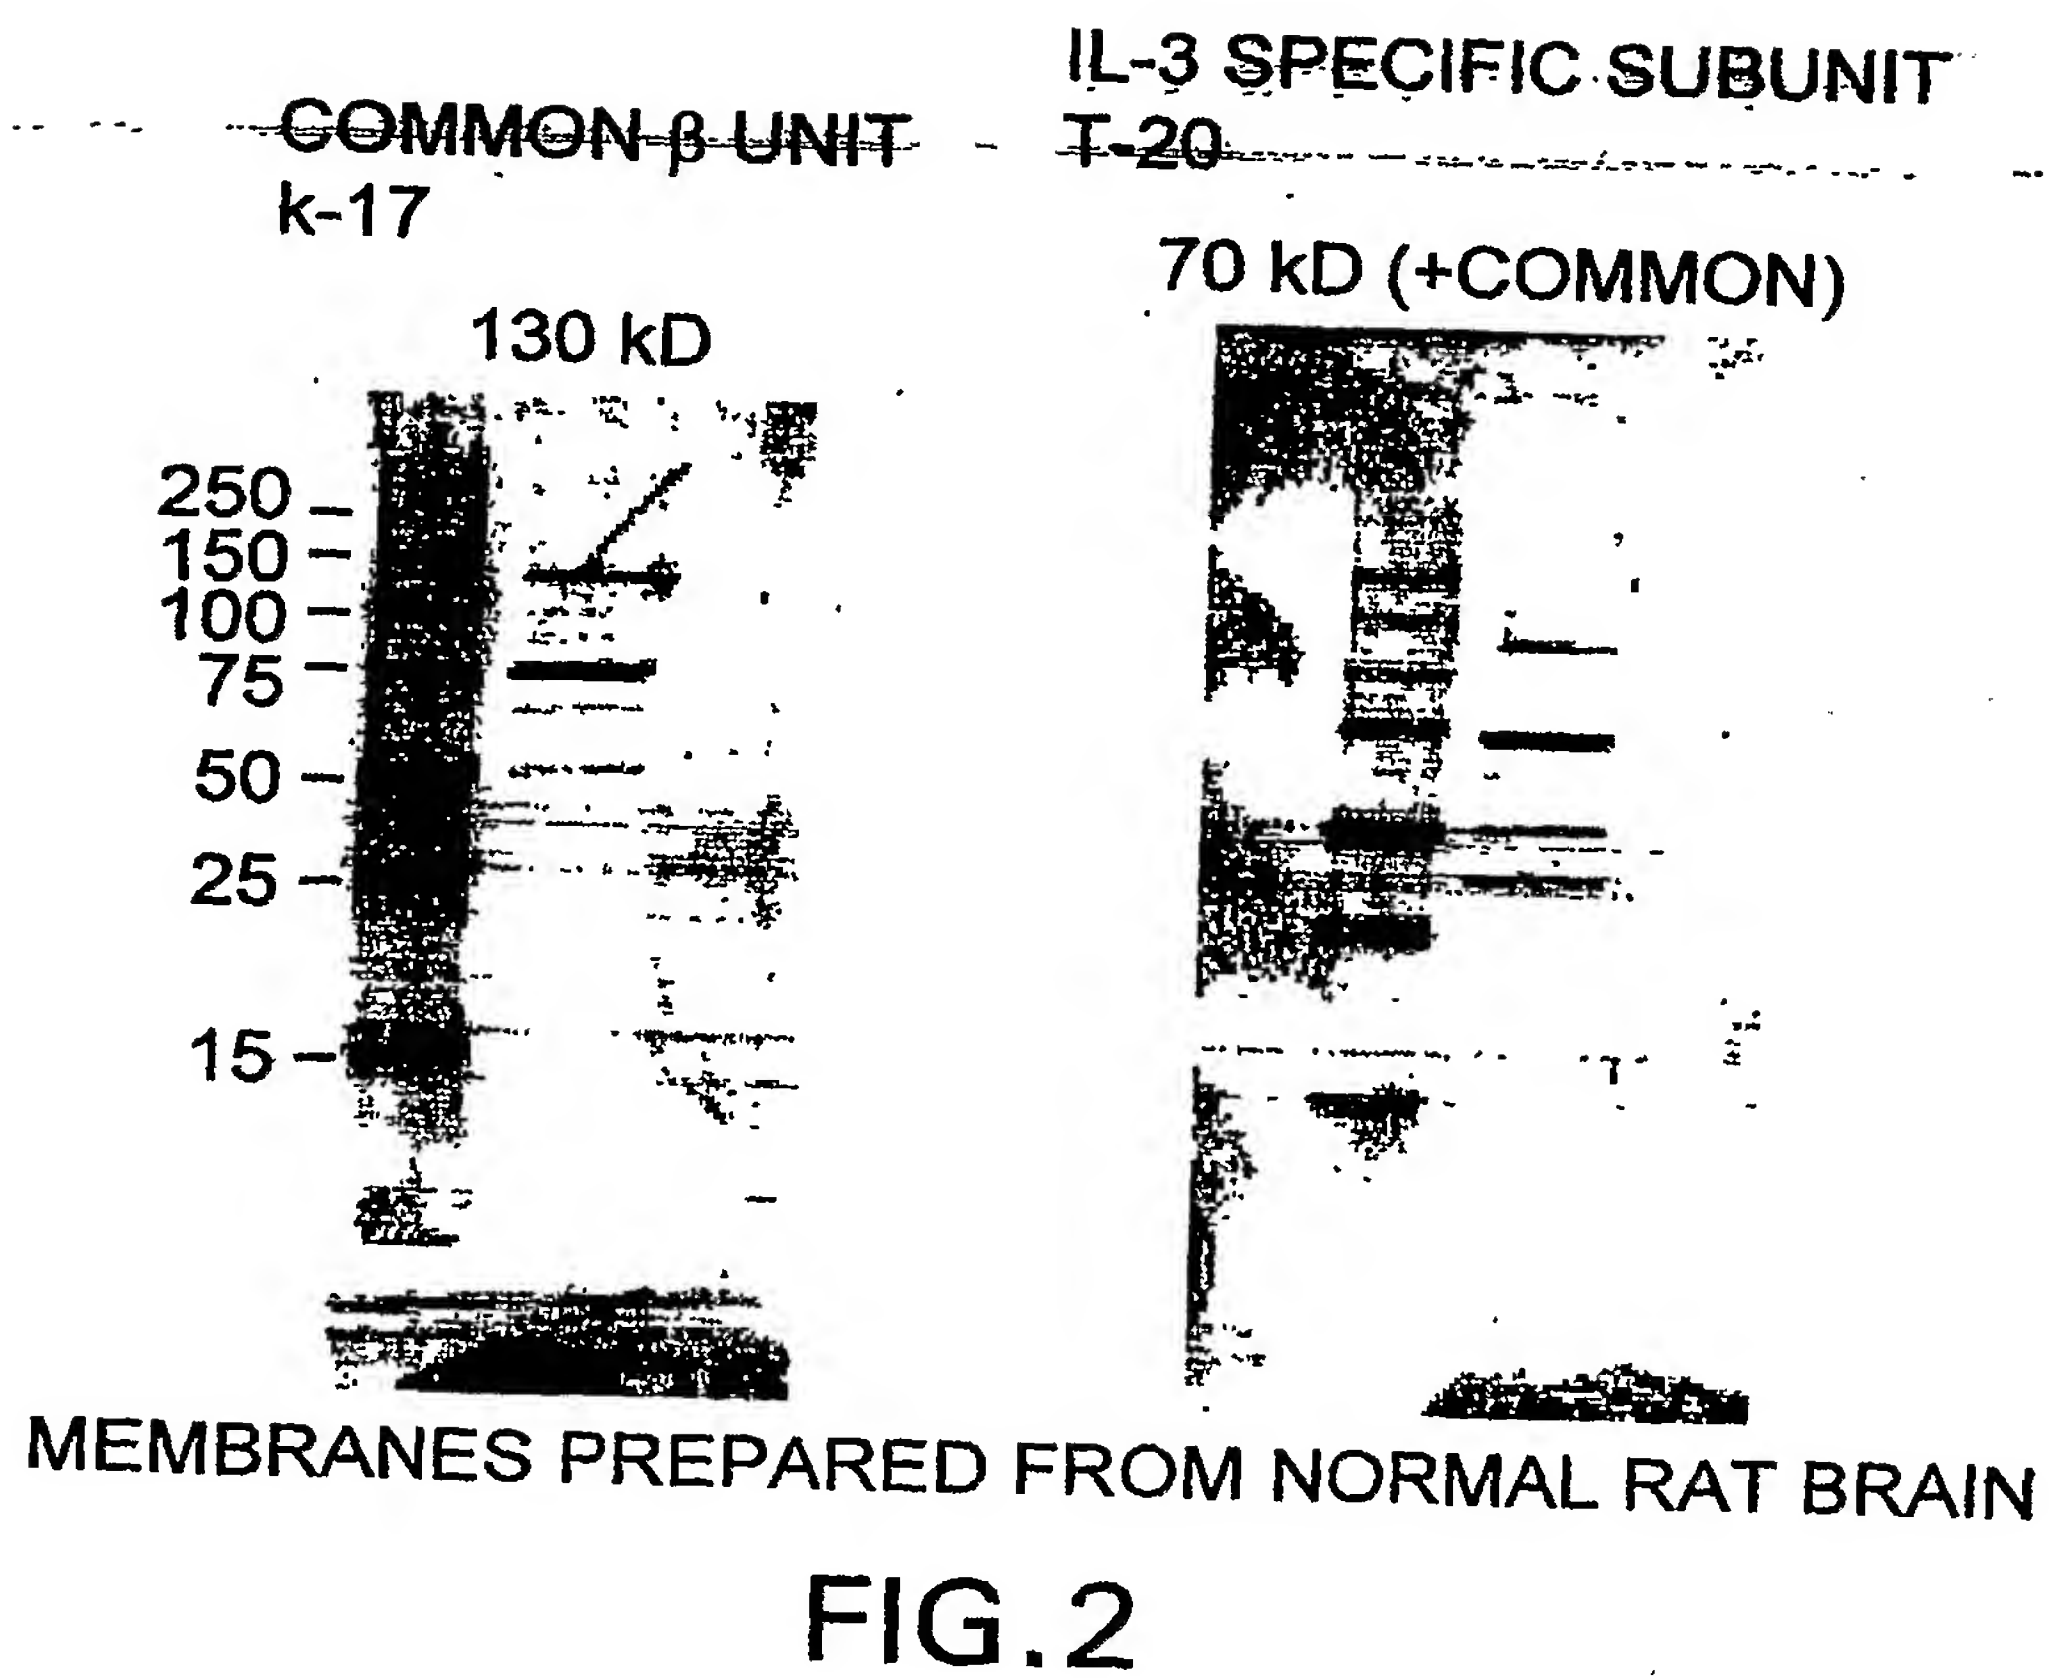 COMMON β UNIT
k-17
130 kD
IL-3 SPECIFIC SUBUNIT
T-20
70 kD (+COMMON)
250
150
100
75
50
25
15
MEMBRANES PREPARED FROM NORMAL RAT BRAIN
FIG.2